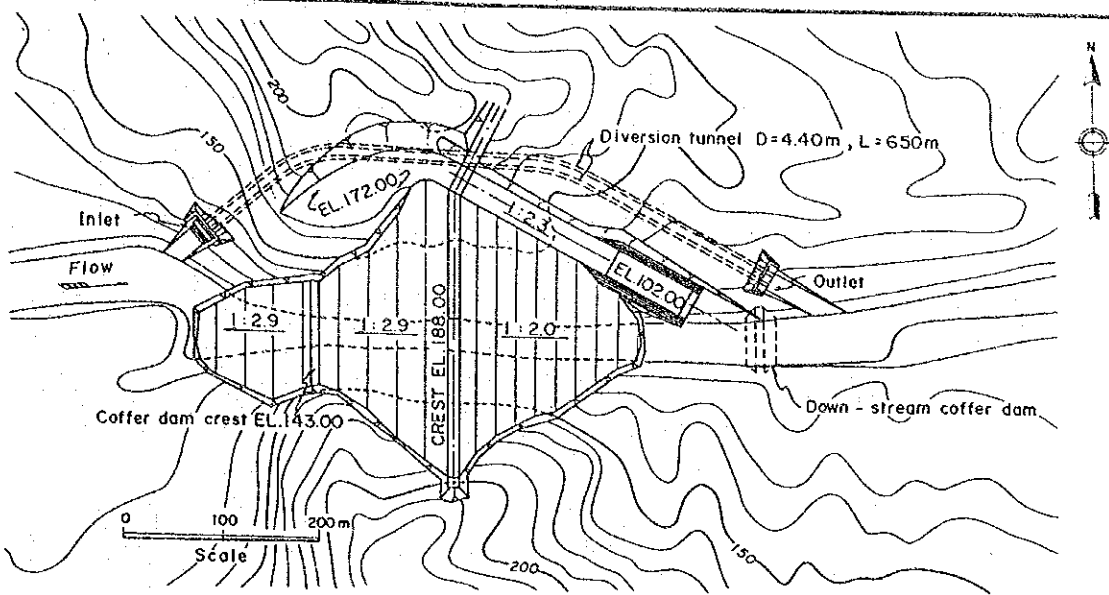 N
200
150
Diversion tunnel D=4.40m, L=650m
EL.172.00
Inlet
1:2.3
Flow
EL.102.00
Outlet
1:2.9
1:2.9
CREST EL.188.00
1:2.0
Coffer dam crest EL.143.00
Down-stream coffer dam
0 100 200m
Scale
150
200